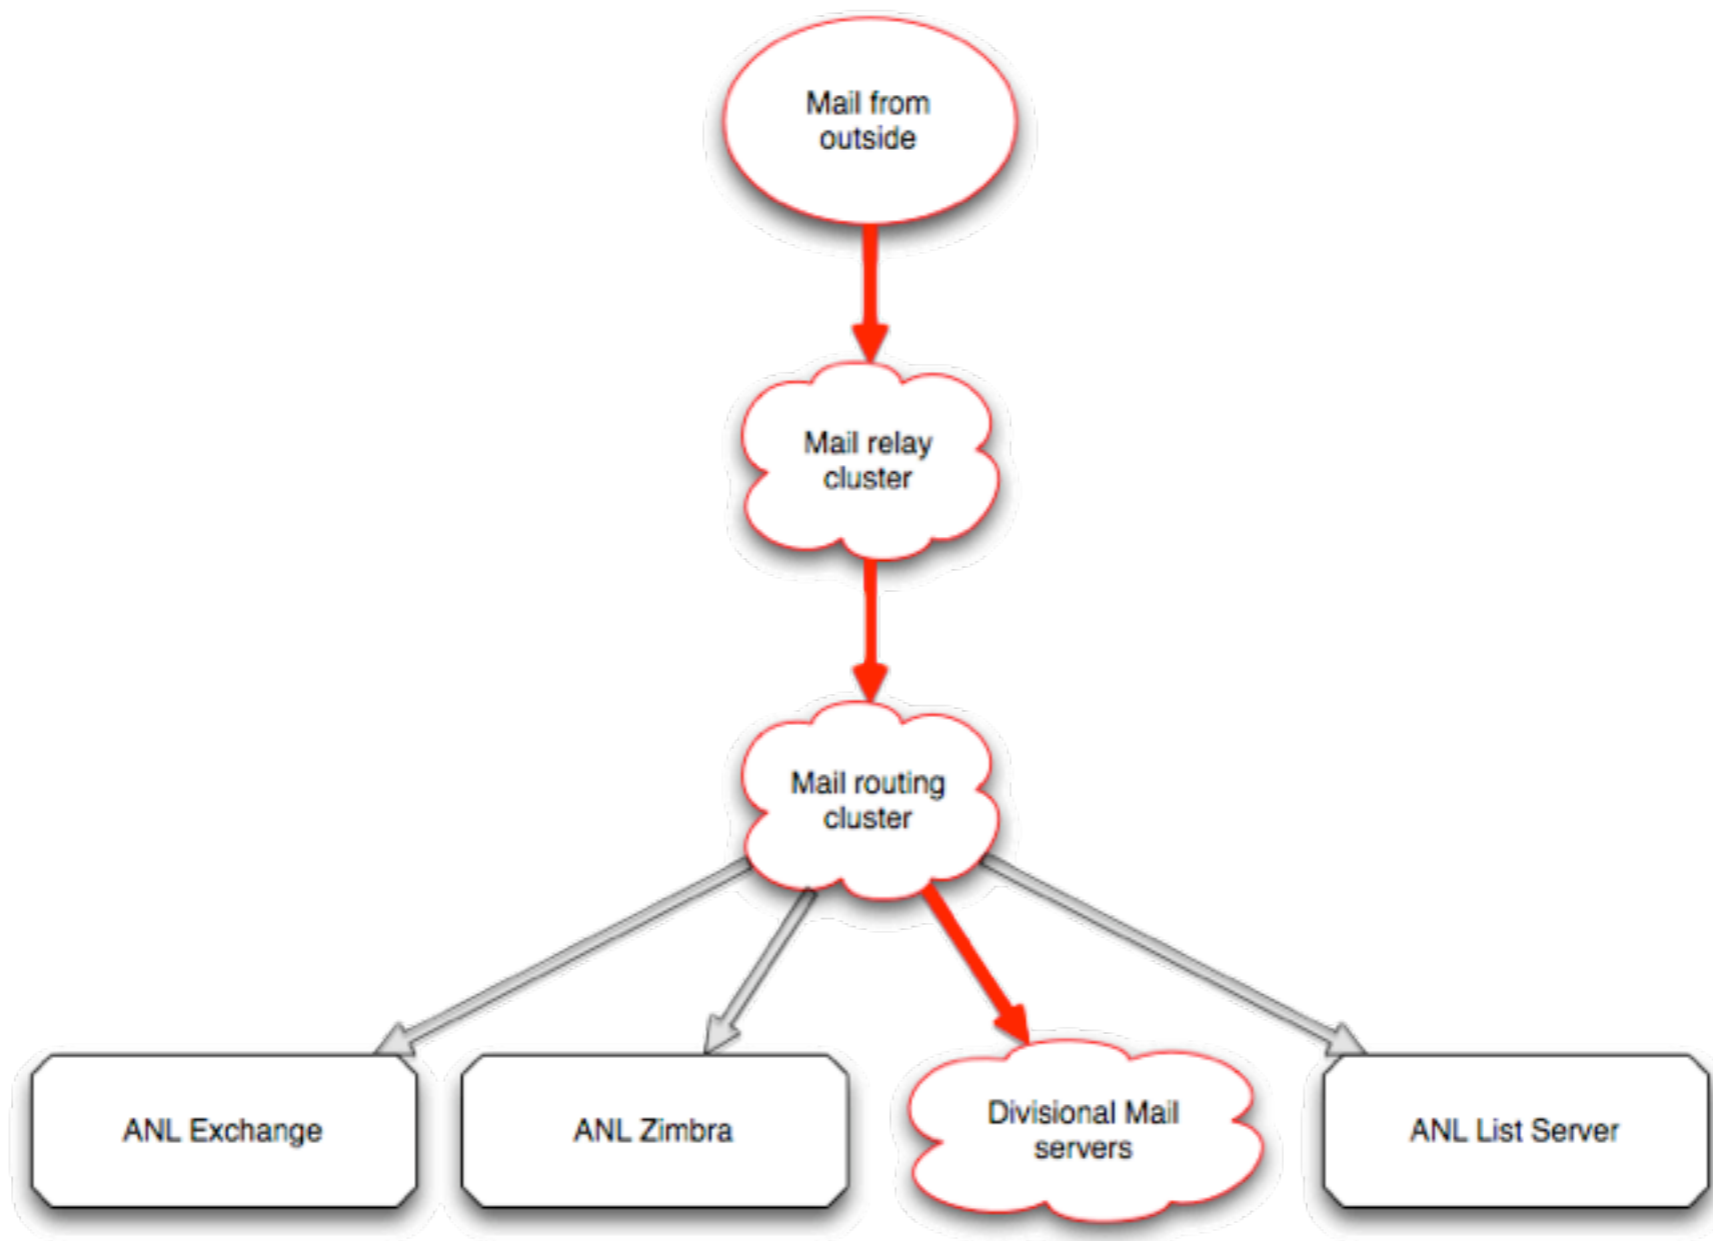 Mail from
outside
Mail relay
cluster
Mail routing
cluster
ANL Exchange
ANL Zimbra
Divisional Mail
servers
ANL List Server